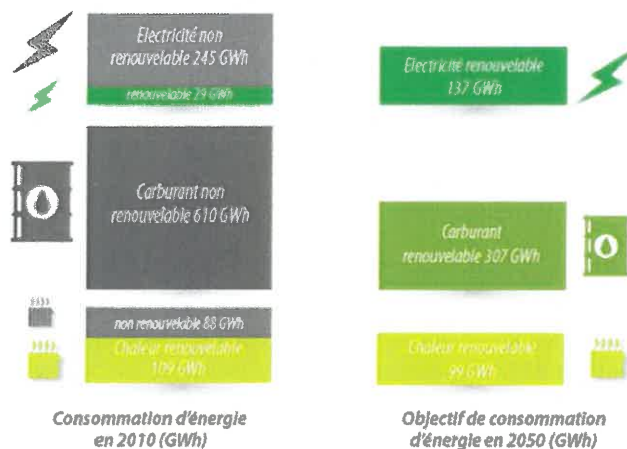 Electricité non
renouvelable 245 GWh
renouvelable 29 GWh
Carburant non
renouvelable 610 GWh
non renouvelable 88 GWh
Chaleur renouvelable
109 GWh
Consommation d'énergie
en 2010 (GWh)
Electricité renouvelable
137 GWh
Carburant
renouvelable 307 GWh
Chaleur renouvelable
99 GWh
Objectif de consommation
d'énergie en 2050 (GWh)